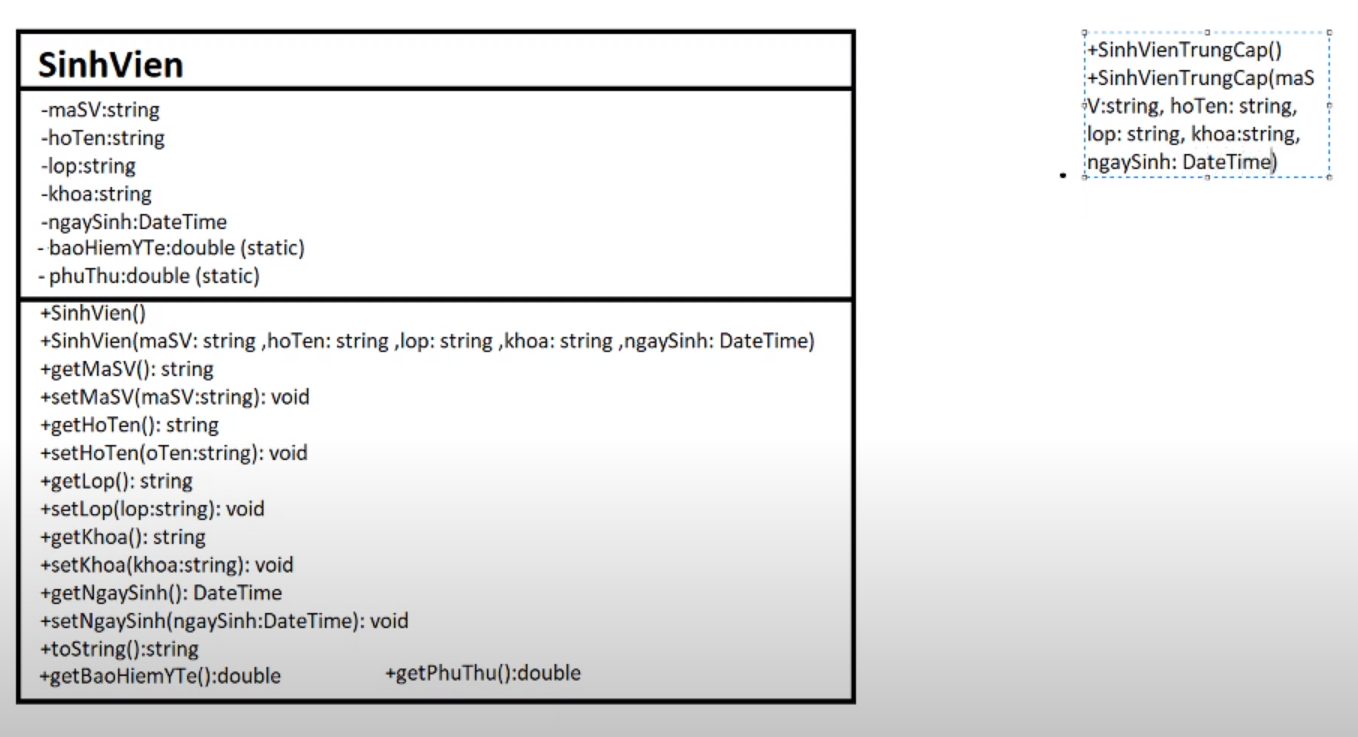 SinhVien
-maSV:string
-hoTen:string
-lop:string
-khoa:string
-ngaySinh:DateTime
- baoHiemYTe:double (static)
- phuThu:double (static)
+SinhVien()
+SinhVien(maSV: string ,hoTen: string ,lop: string ,khoa: string ,ngaySinh: DateTime)
+getMaSV(): string
+setMaSV(maSV:string): void
+getHoTen(): string
+setHoTen(oTen:string): void
+getLop(): string
+setLop(lop:string): void
+getKhoa(): string
+setKhoa(khoa:string): void
+getNgaySinh(): DateTime
+setNgaySinh(ngaySinh:DateTime): void
+toString():string
+getBaoHiemYTe():double +getPhuThu():double
+SinhVienTrungCap()
+SinhVienTrungCap(maS
V:string, hoTen: string,
lop: string, khoa:string,
ngaySinh: DateTime)